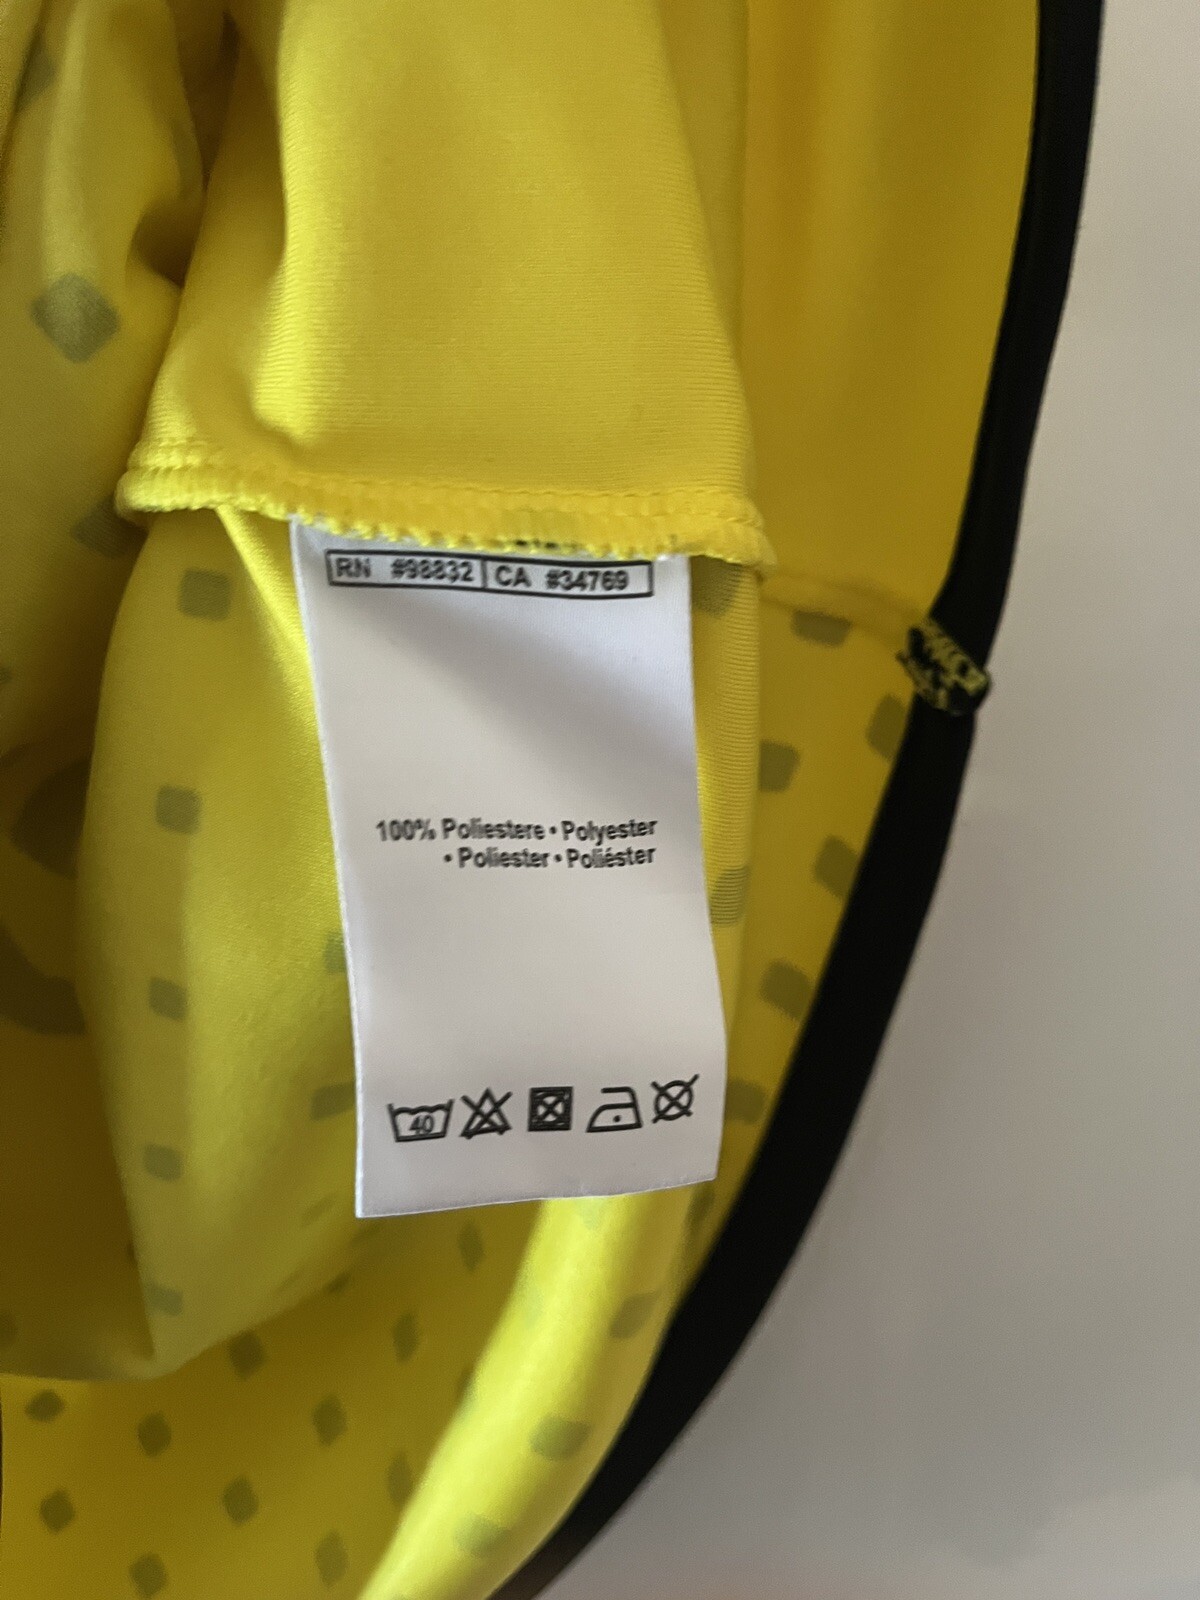 RN #98832 CA #34769
100% Poliestere • Polyester
• Poliester • Poliéster
40